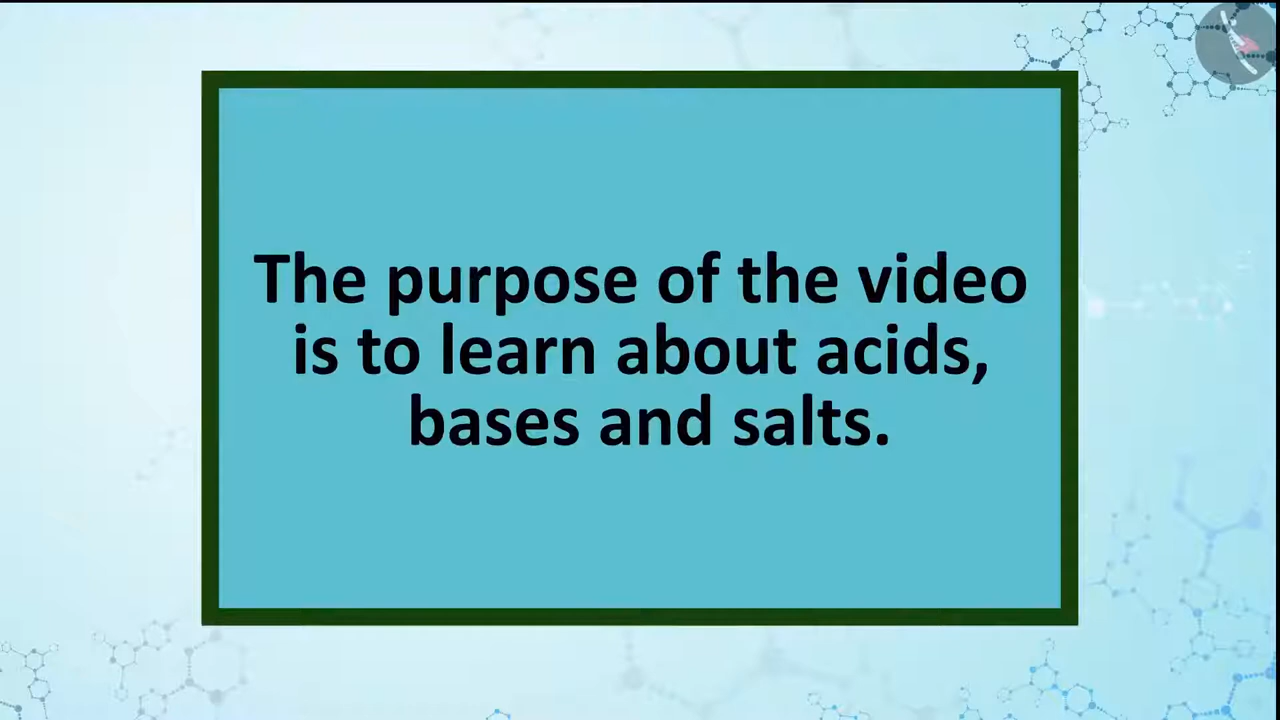 The purpose of the video
is to learn about acids,
bases and salts.